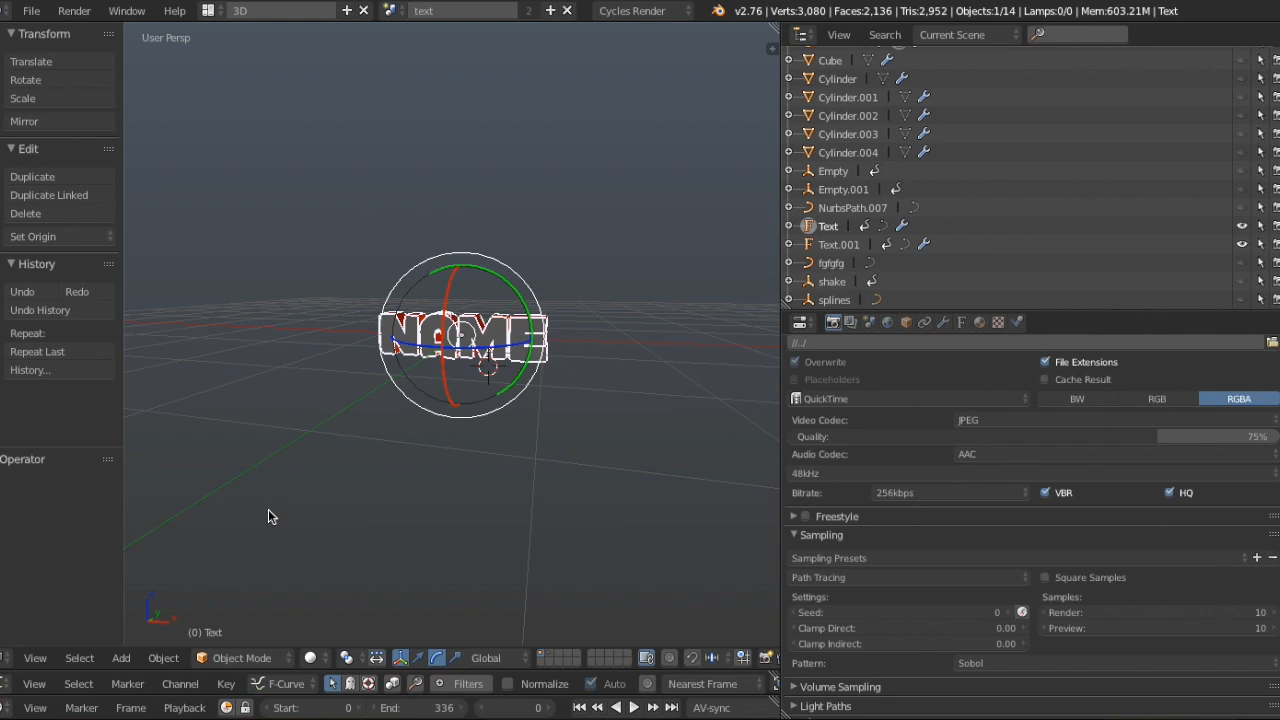 File Render Window Help 3D text 2 Cycles Render v2.76 | Verts:3,080 | Faces:2,136 | Tris:2,952 | Objects:1/14 | Lamps:0/0 | Mem:603.21M | Text
Transform
Translate
Rotate
Scale
Mirror
Edit
Duplicate
Duplicate Linked
Delete
Set Origin
History
Undo Redo
Undo History
Repeat:
Repeat Last
History...
Operator
User Persp
NAME
z
y x
(0) Text
View Search Current Scene
Cube
Cylinder
Cylinder.001
Cylinder.002
Cylinder.003
Cylinder.004
Empty
Empty.001
NurbsPath.007
Text
Text.001
fgfgfg
shake
splines
//../
Overwrite File Extensions
Placeholders Cache Result
QuickTime BW RGB RGBA
Video Codec: JPEG
Quality: 75%
Audio Codec: AAC
48kHz
Bitrate: 256kbps VBR HQ
Freestyle
Sampling
Sampling Presets
Path Tracing Square Samples
Settings: Samples:
Seed: 0 Render: 10
Clamp Direct: 0.00 Preview: 10
Clamp Indirect: 0.00
Pattern: Sobol
Volume Sampling
Light Paths
View Select Add Object Object Mode Global
View Select Marker Channel Key F-Curve Filters Normalize Auto Nearest Frame
View Marker Frame Playback Start: 0 End: 336 0 AV-sync